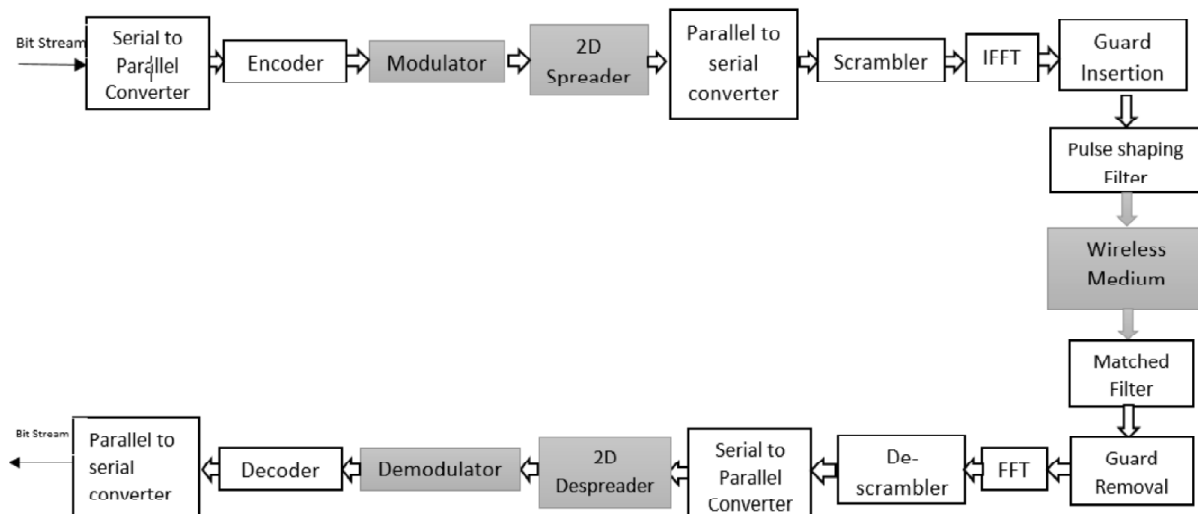 Bit Stream
Serial to
Parallel
Converter
Encoder
Modulator
2D
Spreader
Parallel to
serial
converter
Scrambler
IFFT
Guard
Insertion
Pulse shaping
Filter
Wireless
Medium
Matched
Filter
Bit Stream
Parallel to
serial
converter
Decoder
Demodulator
2D
Despreader
Serial to
Parallel
Converter
De-
scrambler
FFT
Guard
Removal